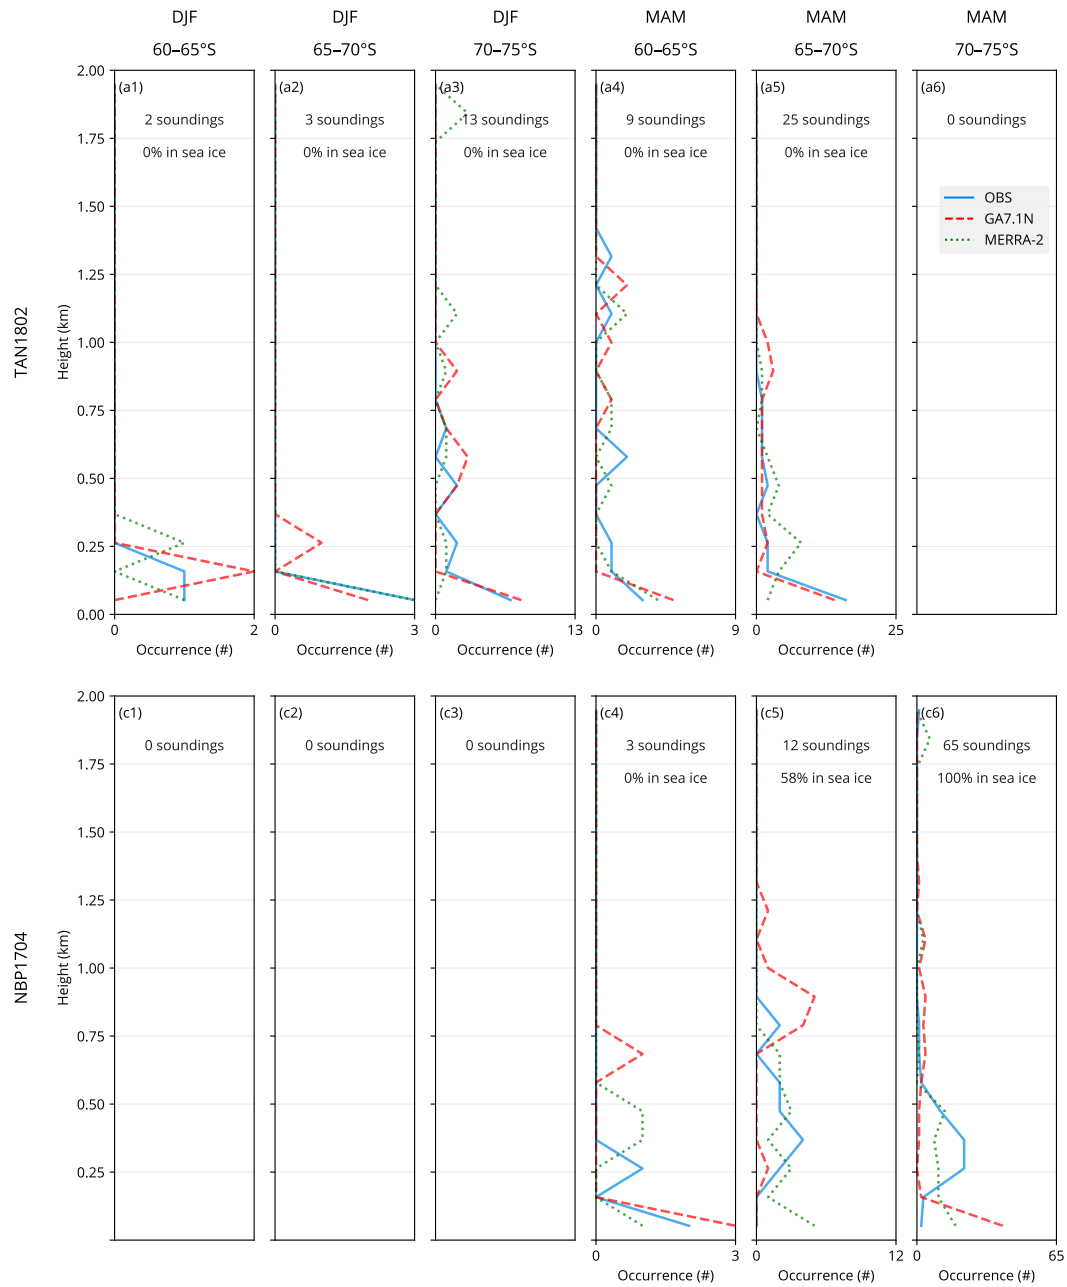 DJF DJF DJF MAM MAM MAM
60–65°S 65–70°S 70–75°S 60–65°S 65–70°S 70–75°S
TAN1802
Height (km)
2.00
1.75
1.50
1.25
1.00
0.75
0.50
0.25
0.00
(a1) (a2) (a3) (a4) (a5) (a6)
2 soundings 3 soundings 13 soundings 9 soundings 25 soundings 0 soundings
0% in sea ice 0% in sea ice 0% in sea ice 0% in sea ice 0% in sea ice
OBS
GA7.1N
MERRA-2
0 2 0 3 0 13 0 9 0 25
Occurrence (#) Occurrence (#) Occurrence (#) Occurrence (#) Occurrence (#)
NBP1704
Height (km)
2.00
1.75
1.50
1.25
1.00
0.75
0.50
0.25
(c1) (c2) (c3) (c4) (c5) (c6)
0 soundings 0 soundings 0 soundings 3 soundings 12 soundings 65 soundings
0% in sea ice 58% in sea ice 100% in sea ice
0 3 0 12 0 65
Occurrence (#) Occurrence (#) Occurrence (#)